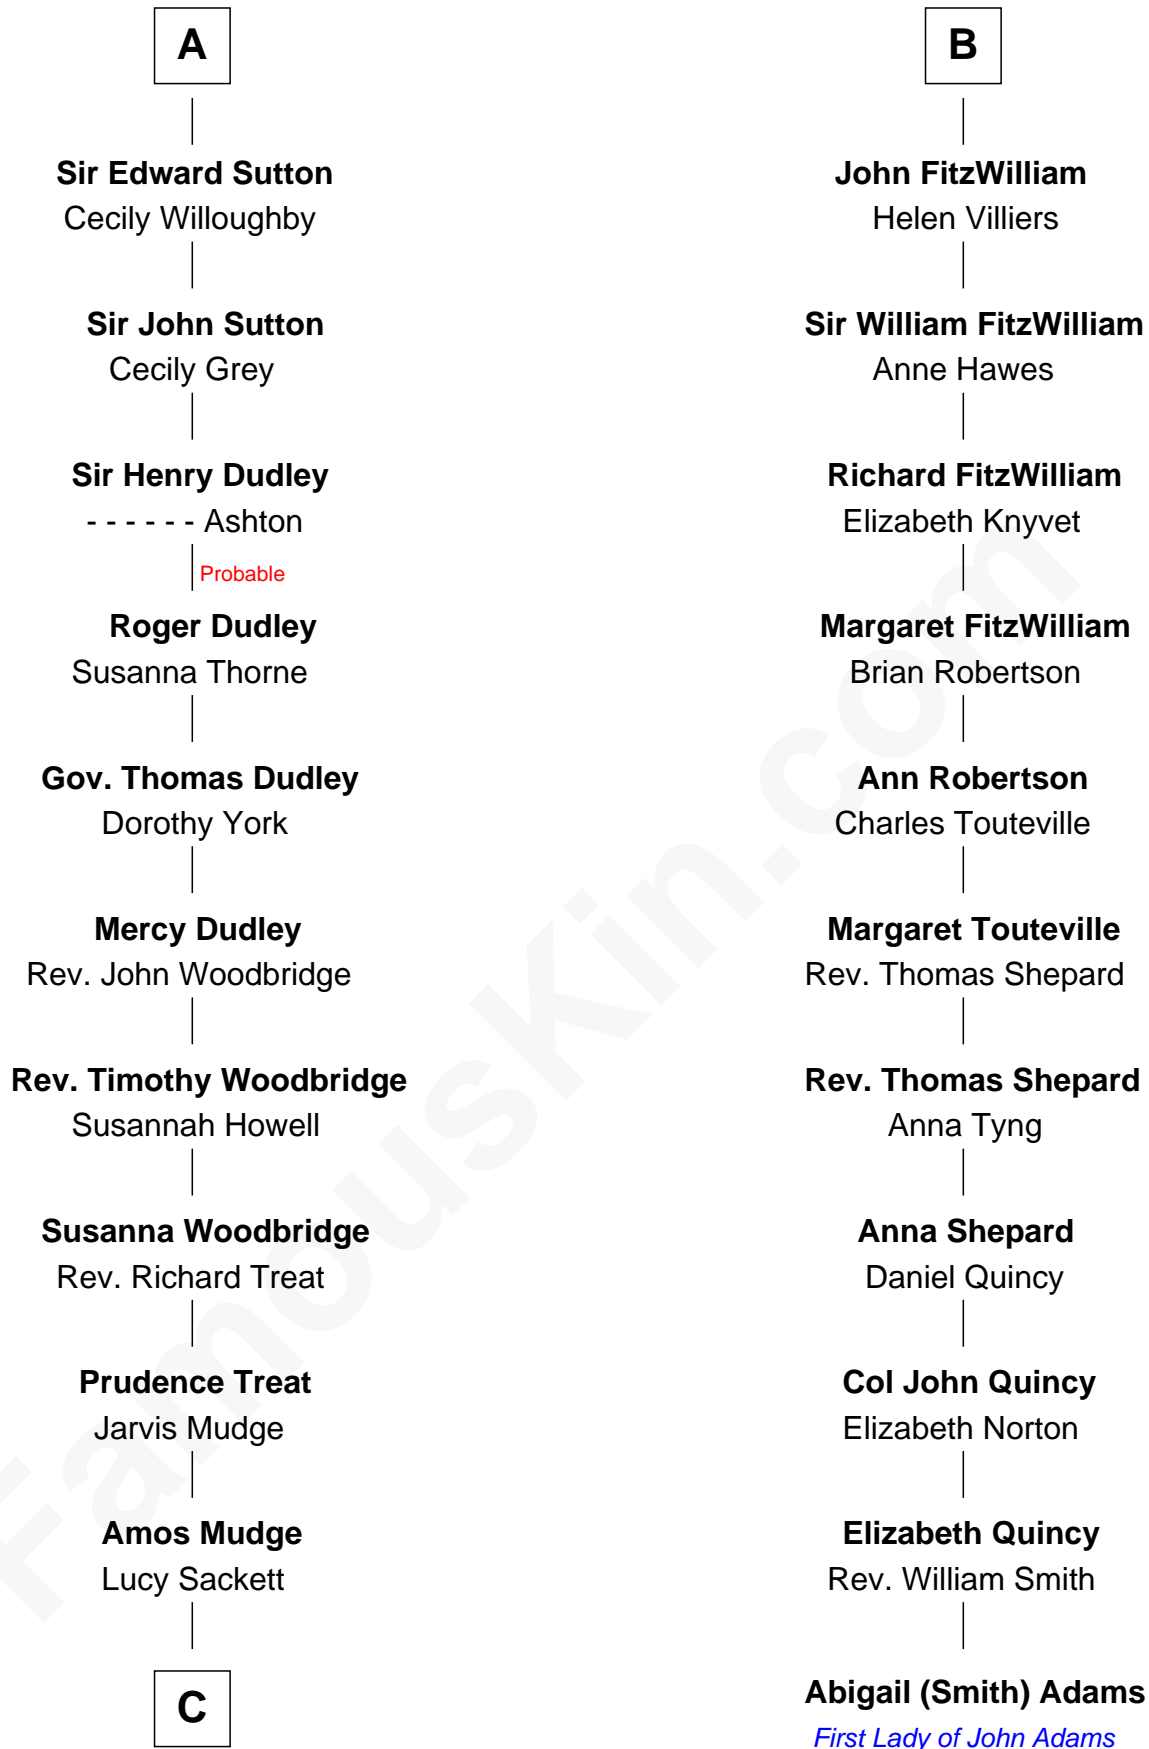 A
Sir Edward Sutton
Cecily Willoughby
Sir John Sutton
Cecily Grey
Sir Henry Dudley
- - - - - - Ashton
Probable
Roger Dudley
Susanna Thorne
Gov. Thomas Dudley
Dorothy York
Mercy Dudley
Rev. John Woodbridge
Rev. Timothy Woodbridge
Susannah Howell
Susanna Woodbridge
Rev. Richard Treat
Prudence Treat
Jarvis Mudge
Amos Mudge
Lucy Sackett
C
B
John FitzWilliam
Helen Villiers
Sir William FitzWilliam
Anne Hawes
Richard FitzWilliam
Elizabeth Knyvet
Margaret FitzWilliam
Brian Robertson
Ann Robertson
Charles Touteville
Margaret Touteville
Rev. Thomas Shepard
Rev. Thomas Shepard
Anna Tyng
Anna Shepard
Daniel Quincy
Col John Quincy
Elizabeth Norton
Elizabeth Quincy
Rev. William Smith
Abigail (Smith) Adams
First Lady of John Adams
FamousKin.com